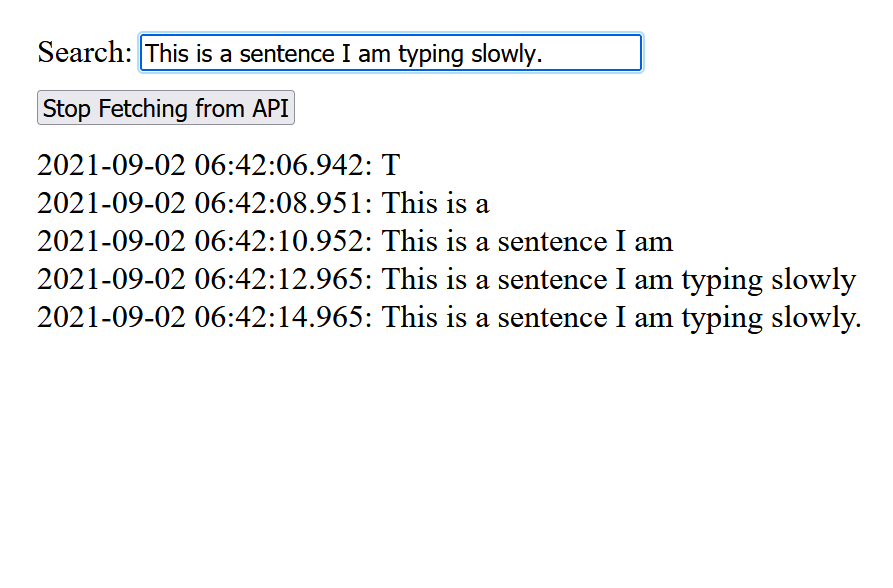 Search: This is a sentence I am typing slowly.
Stop Fetching from API
2021-09-02 06:42:06.942: T
2021-09-02 06:42:08.951: This is a
2021-09-02 06:42:10.952: This is a sentence I am
2021-09-02 06:42:12.965: This is a sentence I am typing slowly
2021-09-02 06:42:14.965: This is a sentence I am typing slowly.